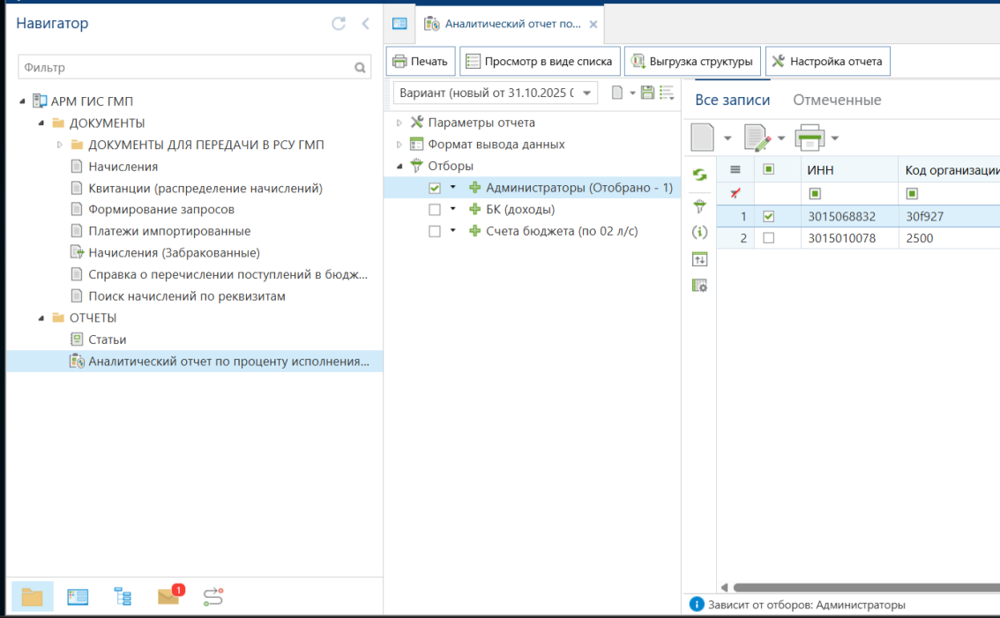 Навигатор
Фильтр
АРМ ГИС ГМП
ДОКУМЕНТЫ
ДОКУМЕНТЫ ДЛЯ ПЕРЕДАЧИ В РСУ ГМП
Начисления
Квитанции (распределение начислений)
Формирование запросов
Платежи импортированные
Начисления (Забракованные)
Справка о перечислении поступлений в бюдж...
Поиск начислений по реквизитам
ОТЧЕТЫ
Статьи
Аналитический отчет по проценту исполнения...
1
Аналитический отчет по...
Печать
Просмотр в виде списка
Выгрузка структуры
Настройка отчета
Вариант (новый от 31.10.2025 (
Параметры отчета
Формат вывода данных
Отборы
Администраторы (Отобрано - 1)
БК (доходы)
Счета бюджета (по 02 л/с)
Все записи Отмеченные
ИНН Код организации
1 3015068832 30f927
2 3015010078 2500
Зависит от отборов: Администраторы